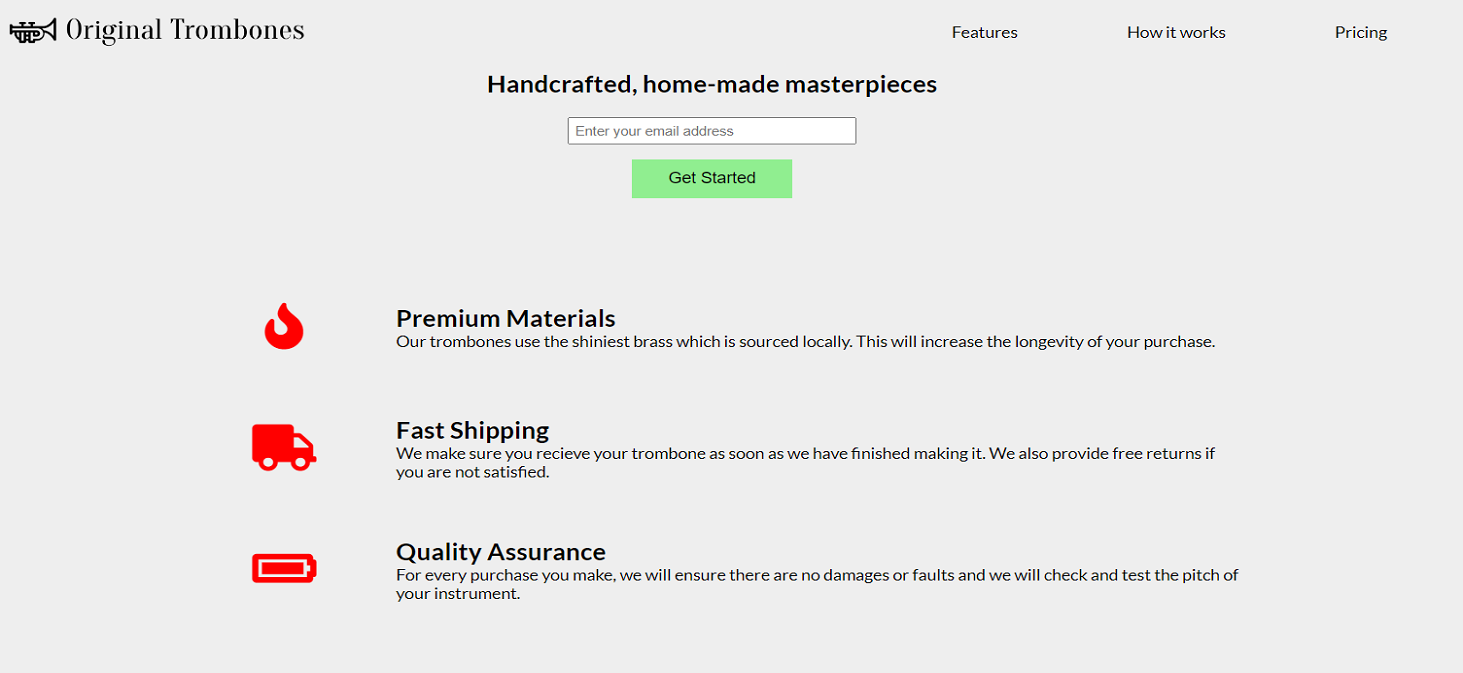 Original Trombones
Features
How it works
Pricing
Handcrafted, home-made masterpieces
Enter your email address
Get Started
Premium Materials
Our trombones use the shiniest brass which is sourced locally. This will increase the longevity of your purchase.
Fast Shipping
We make sure you recieve your trombone as soon as we have finished making it. We also provide free returns if
you are not satisfied.
Quality Assurance
For every purchase you make, we will ensure there are no damages or faults and we will check and test the pitch of
your instrument.